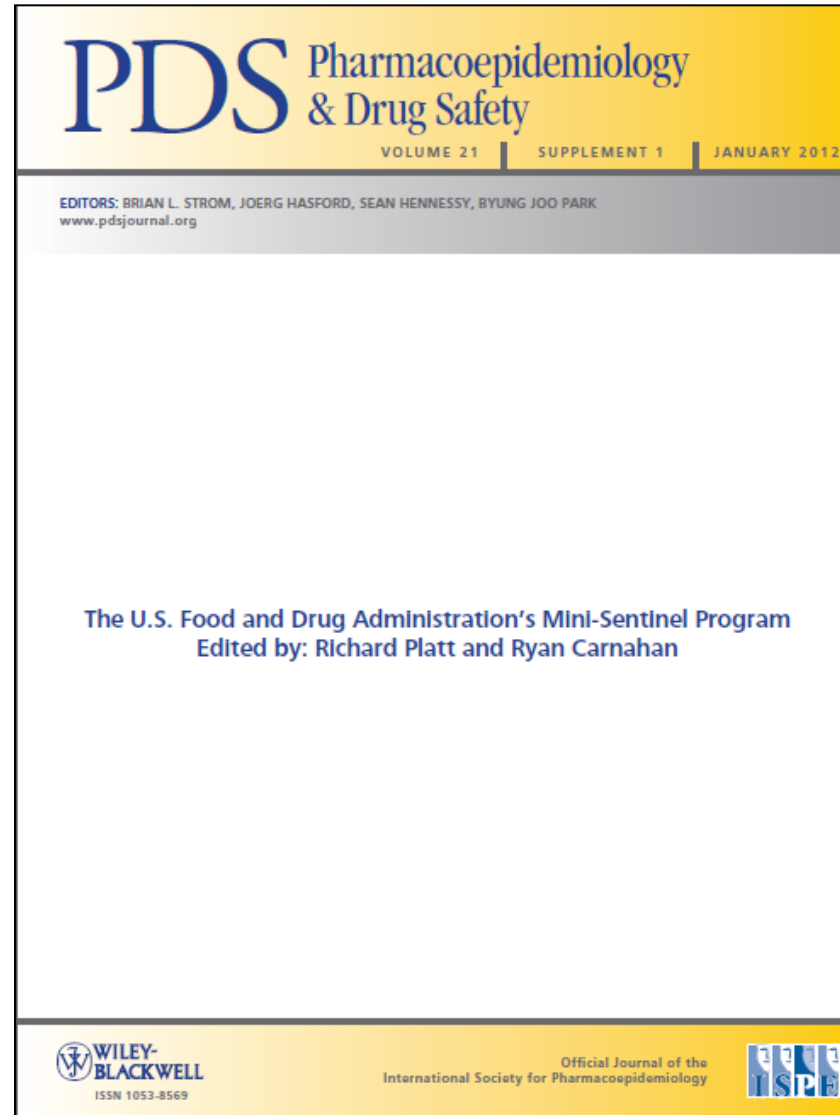 PDS Pharmacoepidemiology
& Drug Safety
VOLUME 21 SUPPLEMENT 1 JANUARY 2012
EDITORS: BRIAN L. STROM, JOERG HASFORD, SEAN HENNESSY, BYUNG JOO PARK
www.pdsjournal.org
The U.S. Food and Drug Administration's Mini-Sentinel Program
Edited by: Richard Platt and Ryan Carnahan
WILEY-
BLACKWELL
ISSN 1053-8569
Official Journal of the
International Society for Pharmacoepidemiology
ISPE